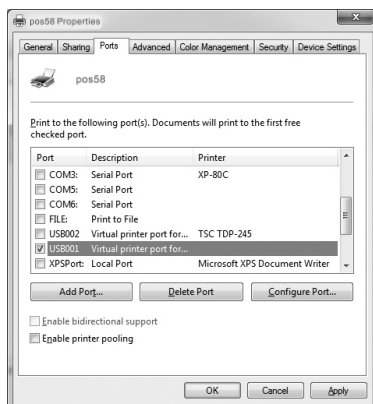 pos58 Properties
General Sharing Ports Advanced Color Management Security Device Settings
pos58
Print to the following port(s). Documents will print to the first free
checked port.
Port Description Printer
COM3: Serial Port XP-80C
COM5: Serial Port
COM6: Serial Port
FILE: Print to File
USB002 Virtual printer port for... TSC TDP-245
USB001 Virtual printer port for...
XPSPort: Local Port Microsoft XPS Document Writer
Add Port... Delete Port Configure Port...
Enable bidirectional support
Enable printer pooling
OK Cancel Apply